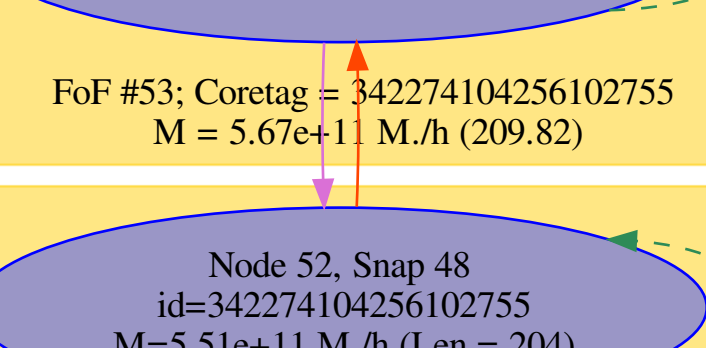 FoF #53; Coretag = 342274104256102755
M = 5.67e+11 M./h (209.82)
Node 52, Snap 48
id=342274104256102755
M=5.51e+11 M./h (Len = 204)